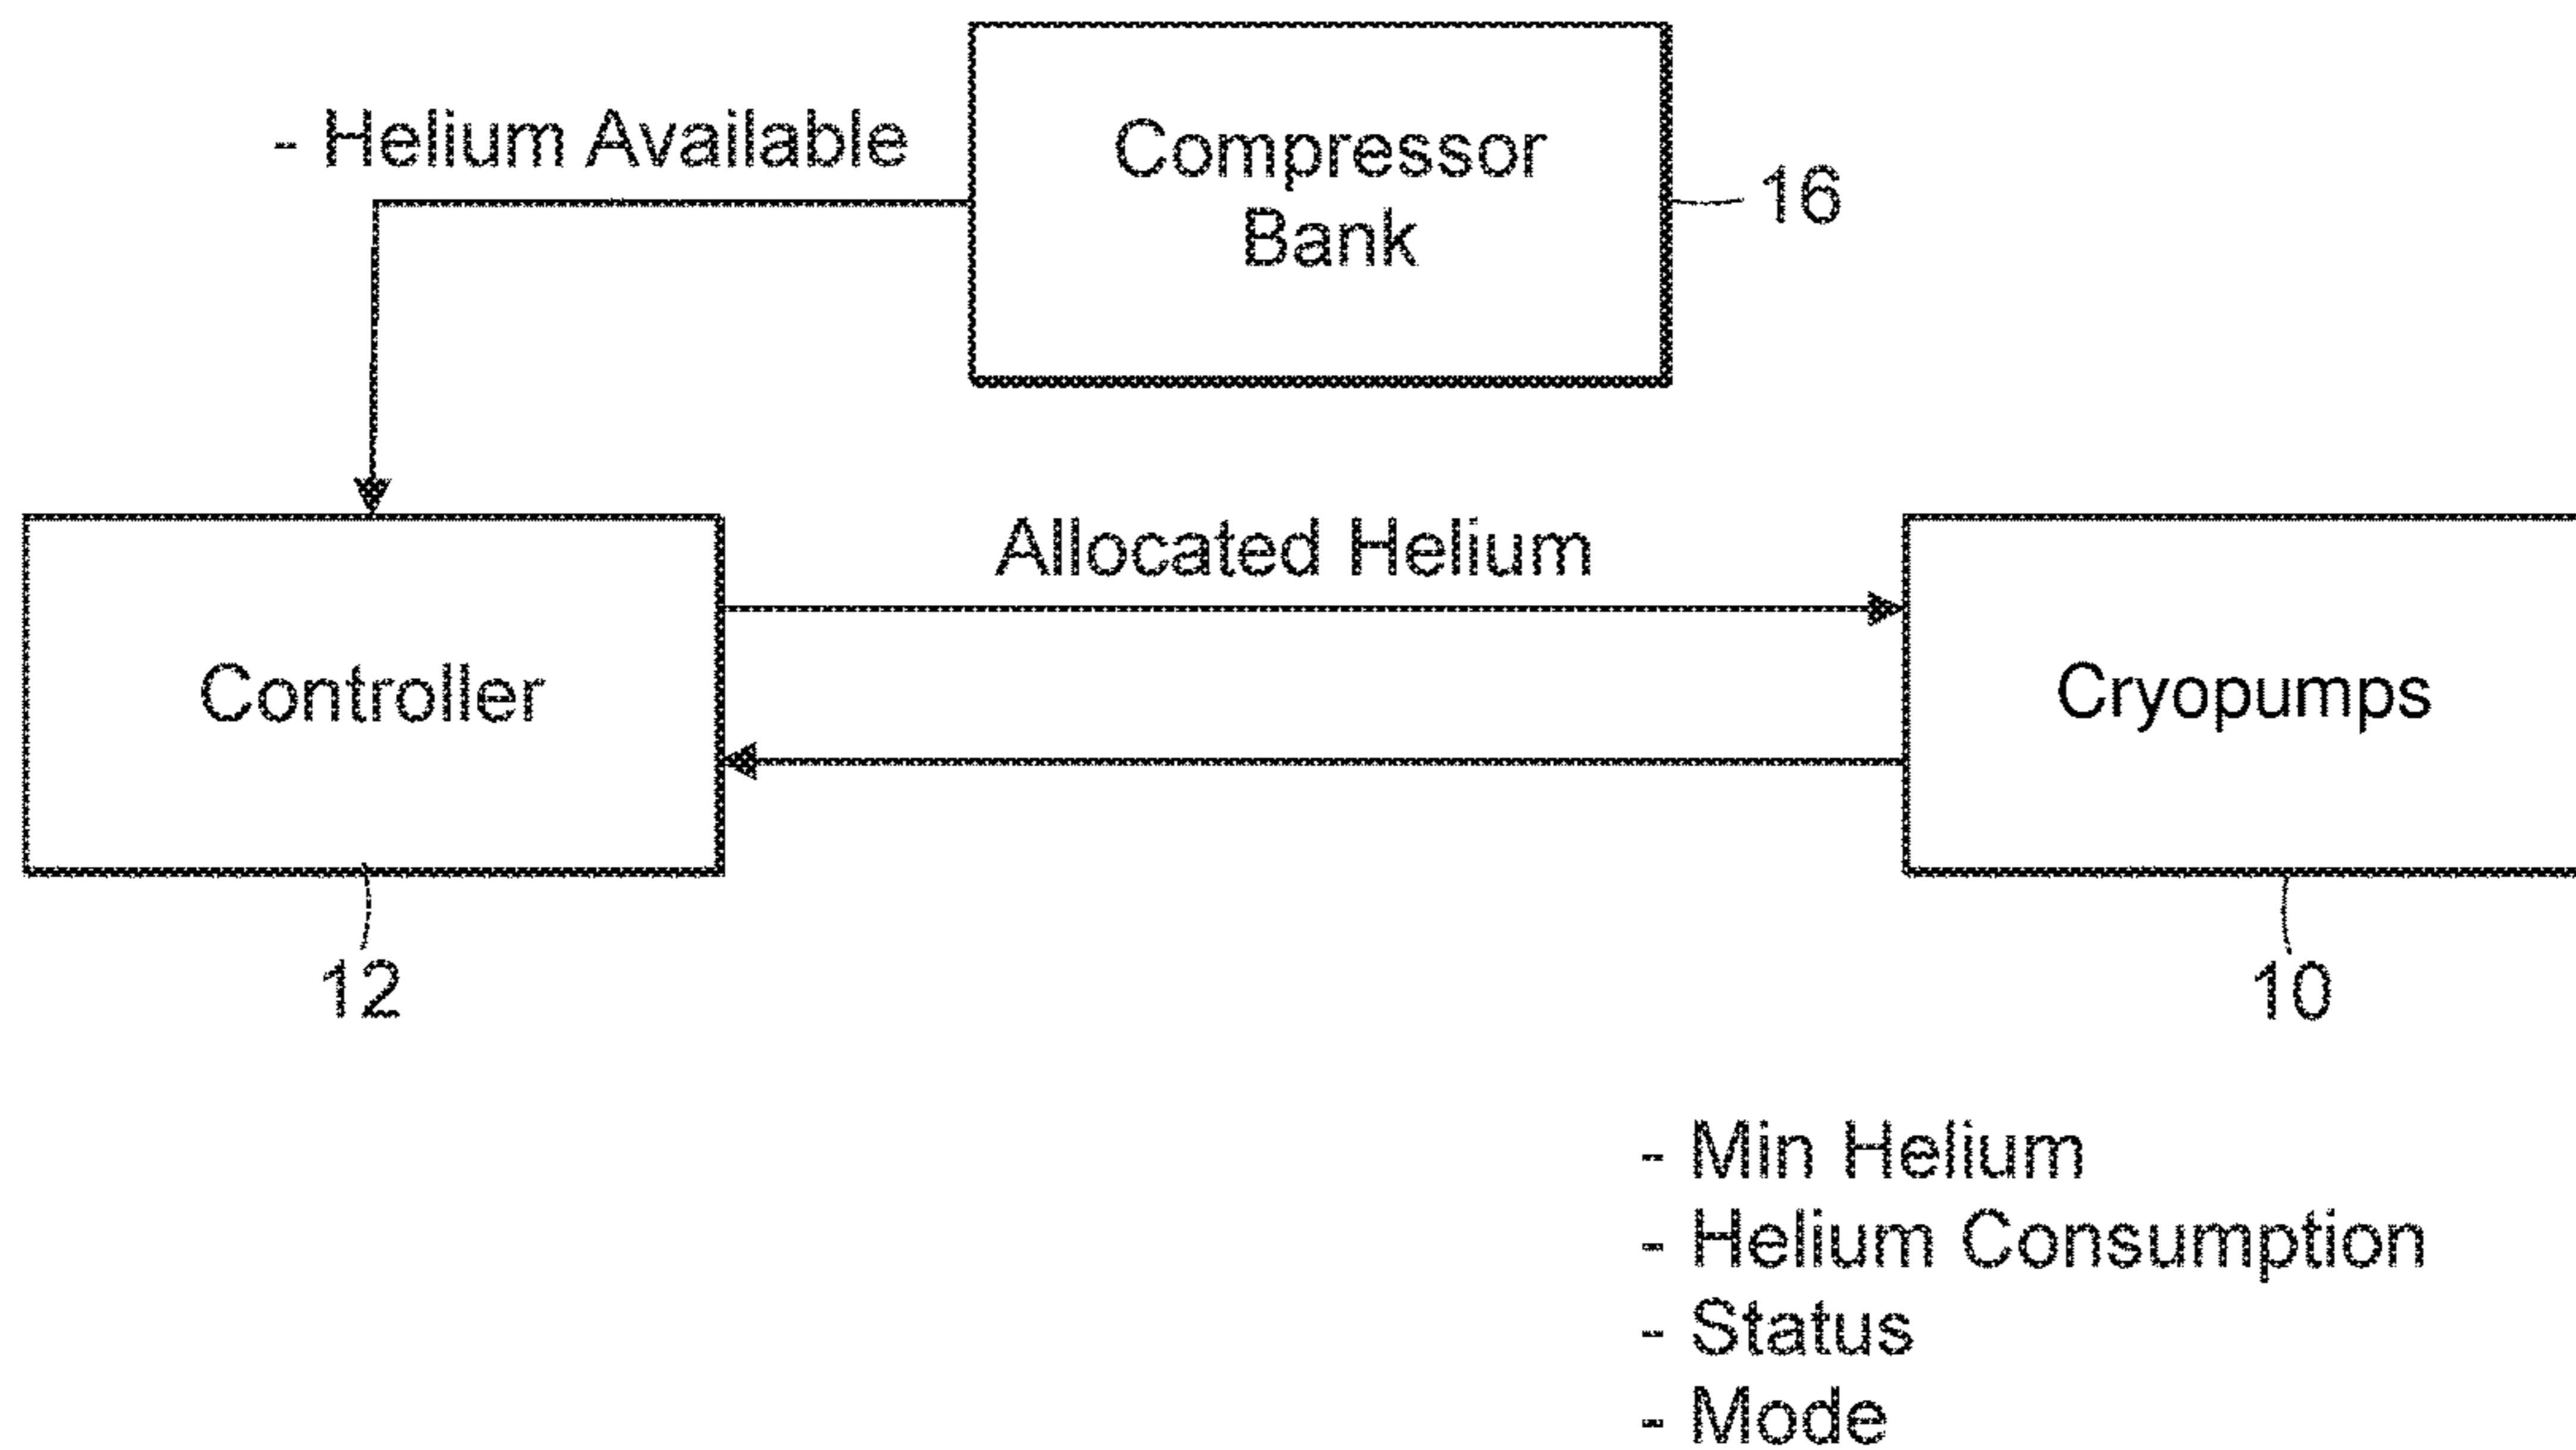 - Helium Available
Compressor
Bank
16
Allocated Helium
Controller
Cryopumps
12
10
- Min Helium
- Helium Consumption
- Status
- Mode